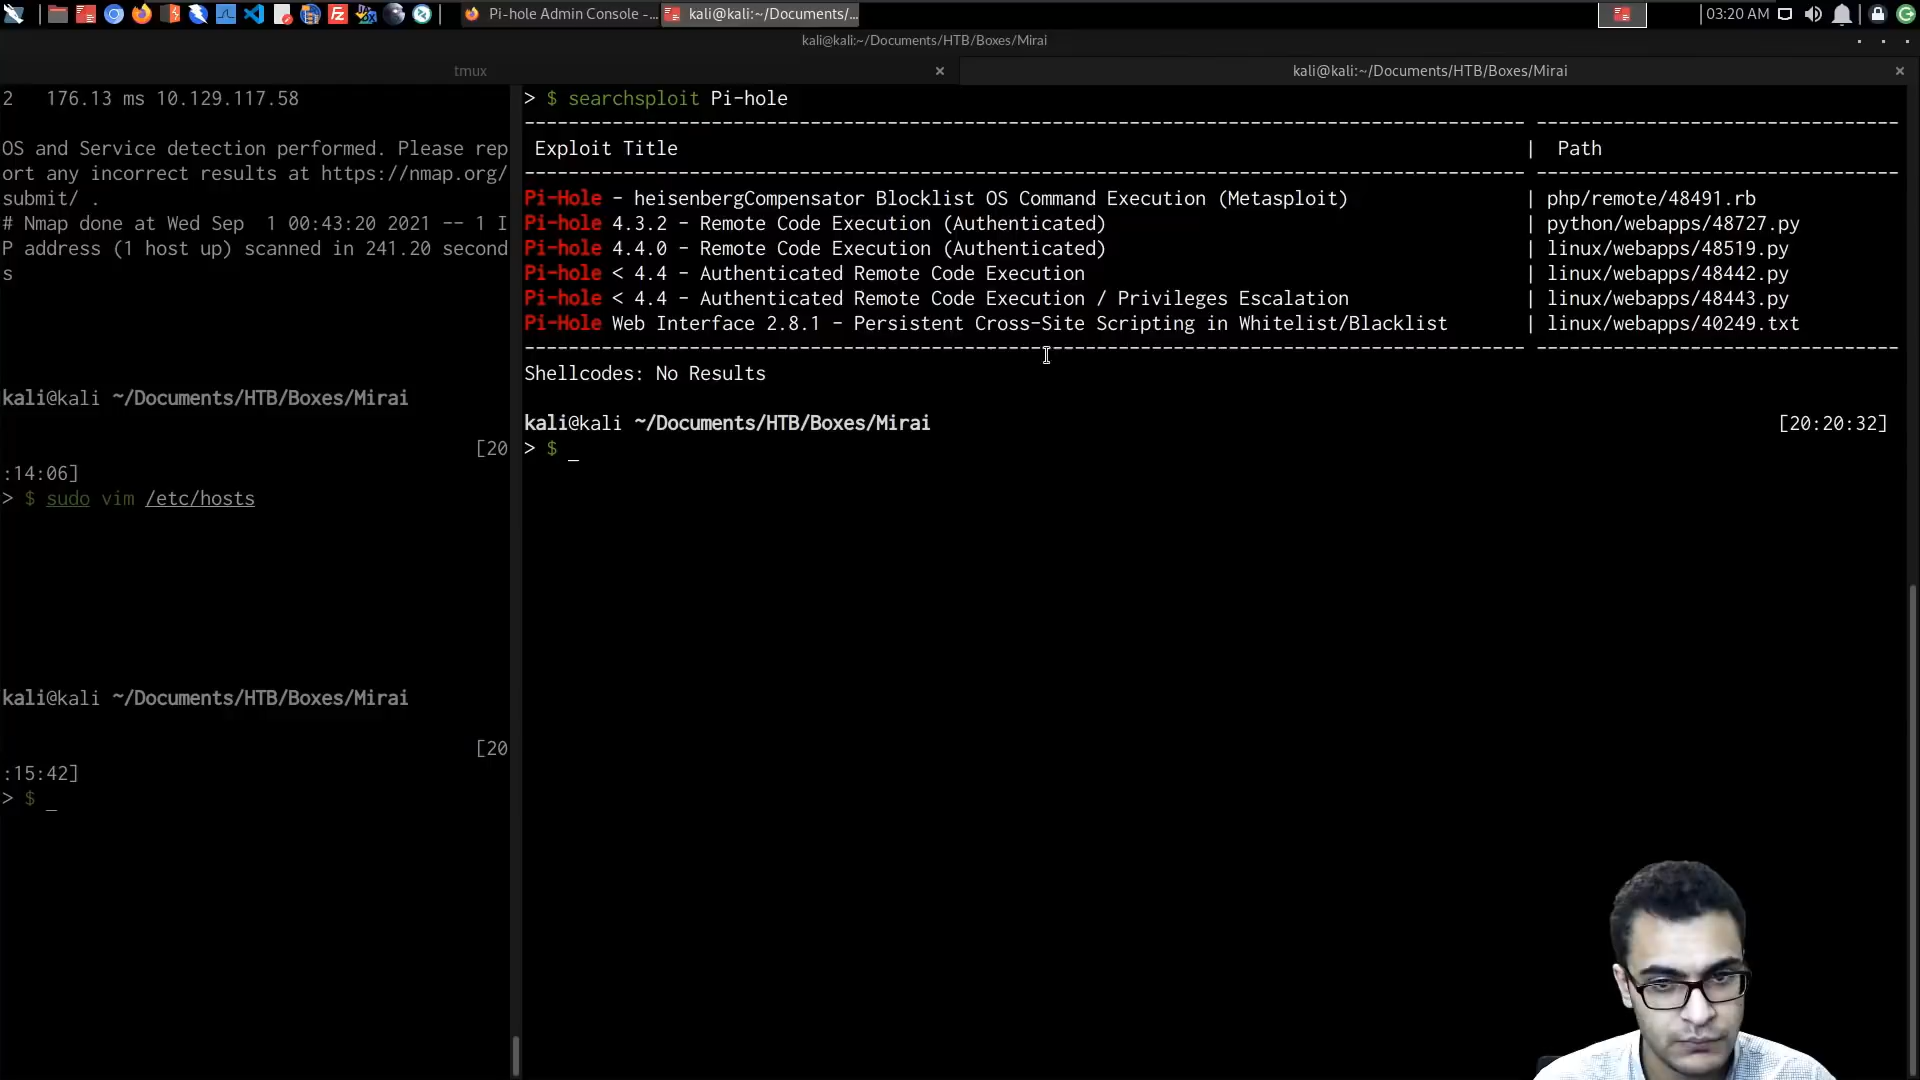 Pi-hole Admin Console -...
kali@kali:~/Documents/...
03:20 AM
kali@kali:~/Documents/HTB/Boxes/Mirai
tmux
kali@kali:~/Documents/HTB/Boxes/Mirai
2   176.13 ms 10.129.117.58
OS and Service detection performed. Please rep
ort any incorrect results at https://nmap.org/
submit/ .
# Nmap done at Wed Sep  1 00:43:20 2021 -- 1 I
P address (1 host up) scanned in 241.20 second
s
kali@kali ~/Documents/HTB/Boxes/Mirai
[20
:14:06]
> $ sudo vim /etc/hosts
kali@kali ~/Documents/HTB/Boxes/Mirai
[20
:15:42]
> $ _
> $ searchsploit Pi-hole
Exploit Title | Path
Pi-Hole - heisenbergCompensator Blocklist OS Command Execution (Metasploit) | php/remote/48491.rb
Pi-hole 4.3.2 - Remote Code Execution (Authenticated) | python/webapps/48727.py
Pi-hole 4.4.0 - Remote Code Execution (Authenticated) | linux/webapps/48519.py
Pi-hole < 4.4 - Authenticated Remote Code Execution | linux/webapps/48442.py
Pi-hole < 4.4 - Authenticated Remote Code Execution / Privileges Escalation | linux/webapps/48443.py
Pi-Hole Web Interface 2.8.1 - Persistent Cross-Site Scripting in Whitelist/Blacklist | linux/webapps/40249.txt
Shellcodes: No Results
kali@kali ~/Documents/HTB/Boxes/Mirai [20:20:32]
> $ _